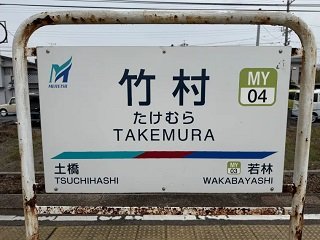 MEITETSU
竹村
たけむら
TAKEMURA
MY
04
土橋
TSUCHIHASHI
MY
03
若林
WAKABAYASHI